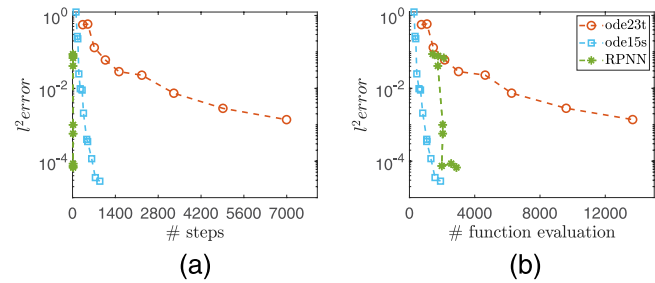 10^0
10^-2
10^-4
l^2error
0 1400 2800 4200 5600 7000
# steps
(a)
10^0
10^-2
10^-4
l^2error
0 4000 8000 12000
# function evaluation
ode23t
ode15s
RPNN
(b)